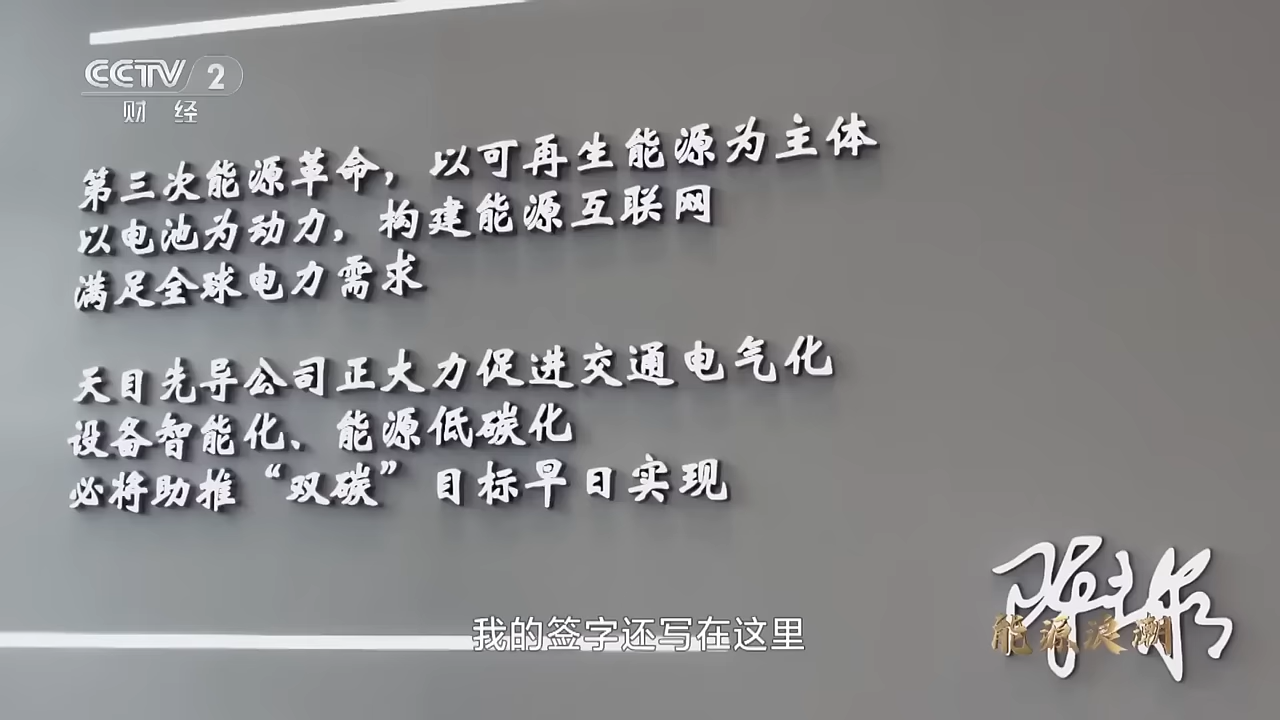 CCTV 2
财经
第三次能源革命，以可再生能源为主体
以电池为动力，构建能源互联网
满足全球电力需求
天目先导公司正大力促进交通电气化
设备智能化、能源低碳化
必将助推“双碳”目标早日实现
能源浪潮
我的签字还写在这里